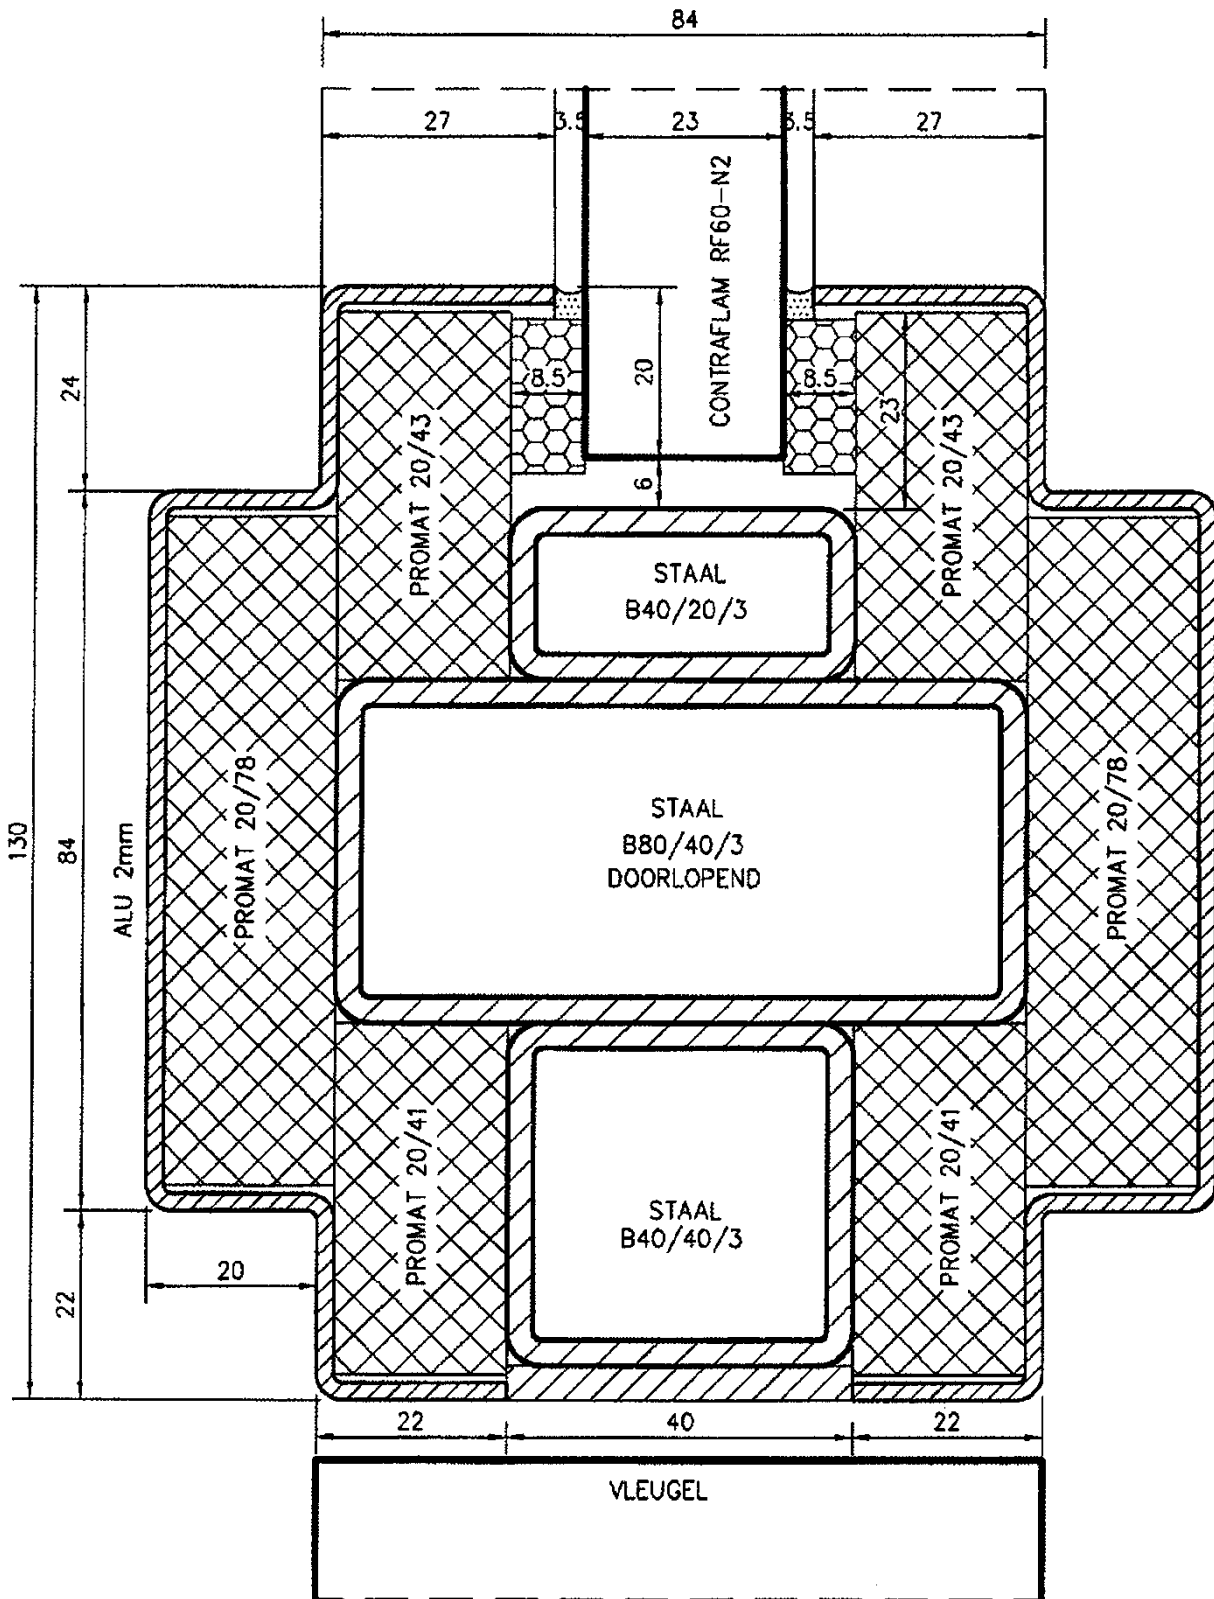 84
27
3.5
23
3.5
27
CONTRAFLAM RF60-N2
24
20
8.5
8.5
23
6
PROMAT 20/43
PROMAT 20/43
STAAL
B40/20/3
130
84
ALU 2mm
PROMAT 20/78
STAAL
B80/40/3
DOORLOPEND
PROMAT 20/78
PROMAT 20/41
STAAL
B40/40/3
PROMAT 20/41
20
22
22
40
22
VLEUGEL